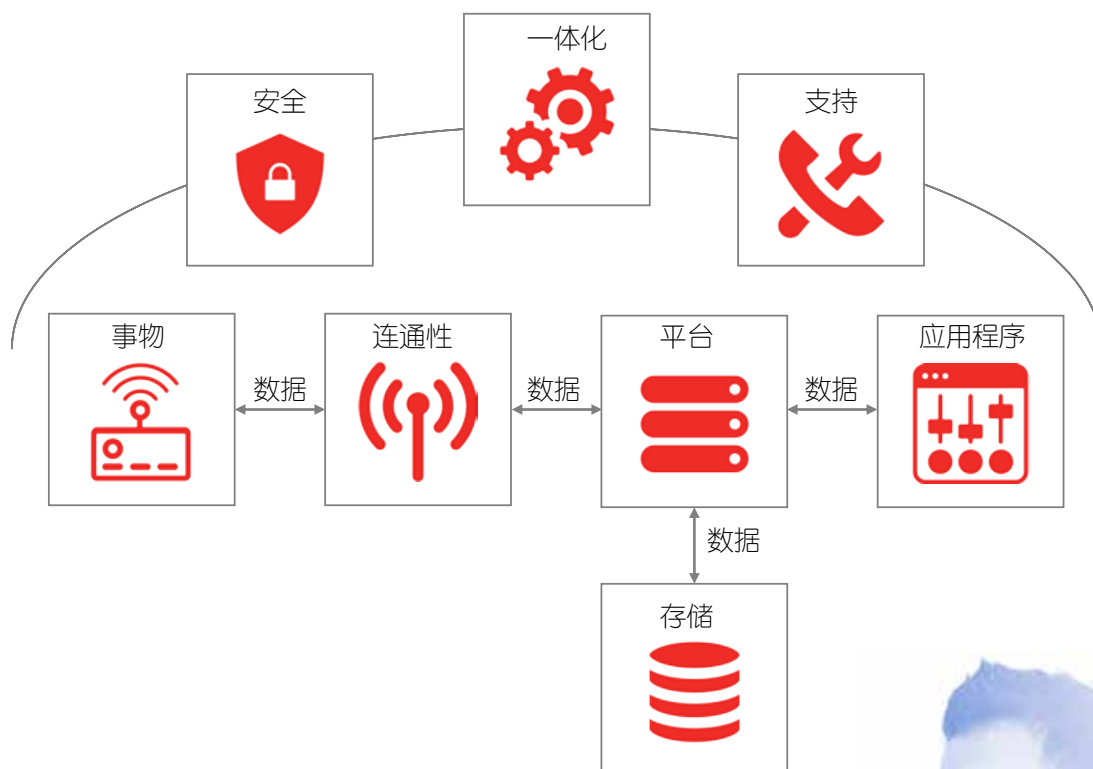 一体化
安全
支持
事物
连通性
平台
应用程序
数据
数据
数据
数据
存储